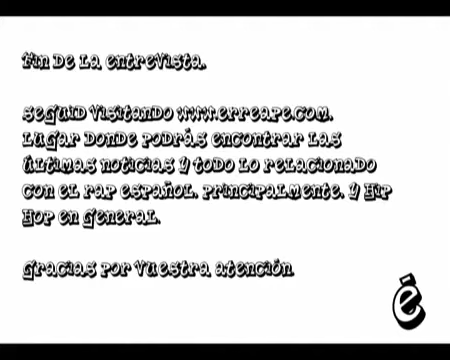 Fin de la entrevista.
Seguid visitando www.erreape.com.
Lugar donde podrás encontrar las
últimas noticias y todo lo relacionado
con el rap español, principalmente, y Hip
Hop en General.
Gracias por vuestra atención
é